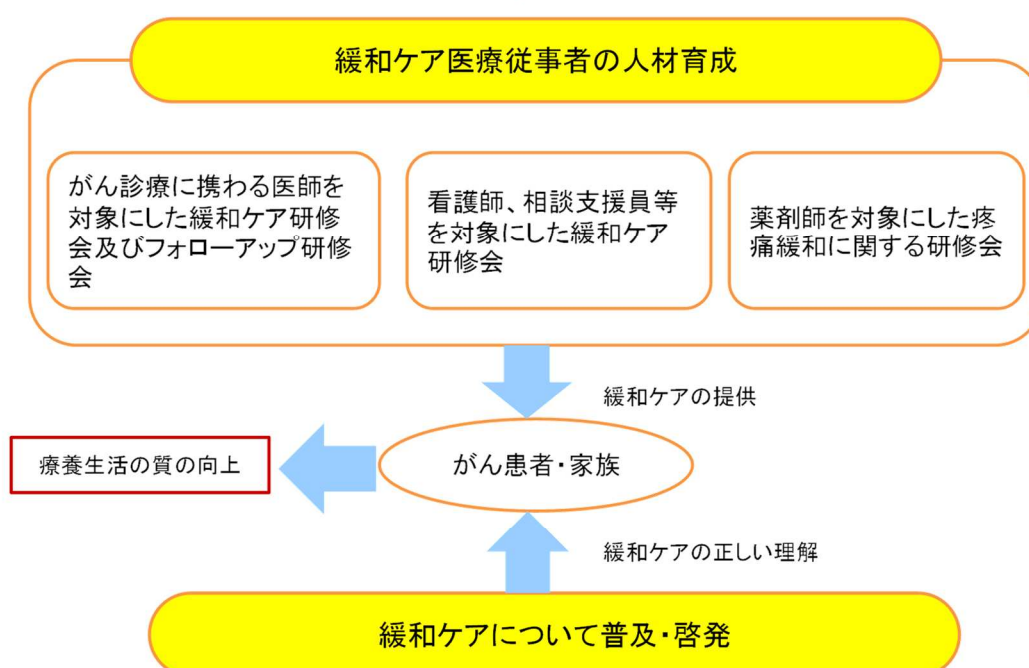 緩和ケア医療従事者の人材育成
がん診療に携わる医師を
対象にした緩和ケア研修
会及びフォローアップ研修
会
看護師、相談支援員等
を対象にした緩和ケア
研修会
薬剤師を対象にした疼
痛緩和に関する研修会
緩和ケアの提供
がん患者・家族
療養生活の質の向上
緩和ケアの正しい理解
緩和ケアについて普及・啓発